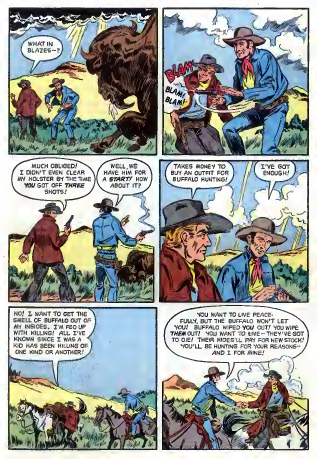 WHAT IN
BLAZES--?
BLAM!
BLAM!
BLAM!
MUCH OBLIGED!
I DIDN'T EVEN CLEAR
MY HOLSTER BY THE TIME
YOU GOT OFF THREE
SHOTS!
WELL, WE
HAVE HIM FOR
A START! HOW
ABOUT IT?
TAKES MONEY TO
BUY AN OUTFIT FOR
BUFFALO HUNTING!
I'VE GOT
ENOUGH!
NO! I WANT TO GET THE
SMELL OF BUFFALO OUT OF
MY INSIDES, I'M FED UP
WITH KILLING! ALL I'VE
KNOWN SINCE I WAS A
KID HAS BEEN KILLING OF
ONE KIND OR ANOTHER!
YOU WANT TO LIVE PEACE-
FULLY, BUT THE BUFFALO WON'T LET
YOU! BUFFALO WIPED YOU OUT! YOU WIPE
THEM OUT! YOU WANT TO LIVE--THEY'VE GOT
TO DIE! THEIR HIDES'LL PAY FOR NEW STOCK!
YOU'LL BE HUNTING FOR YOUR REASONS--
AND I FOR MINE!